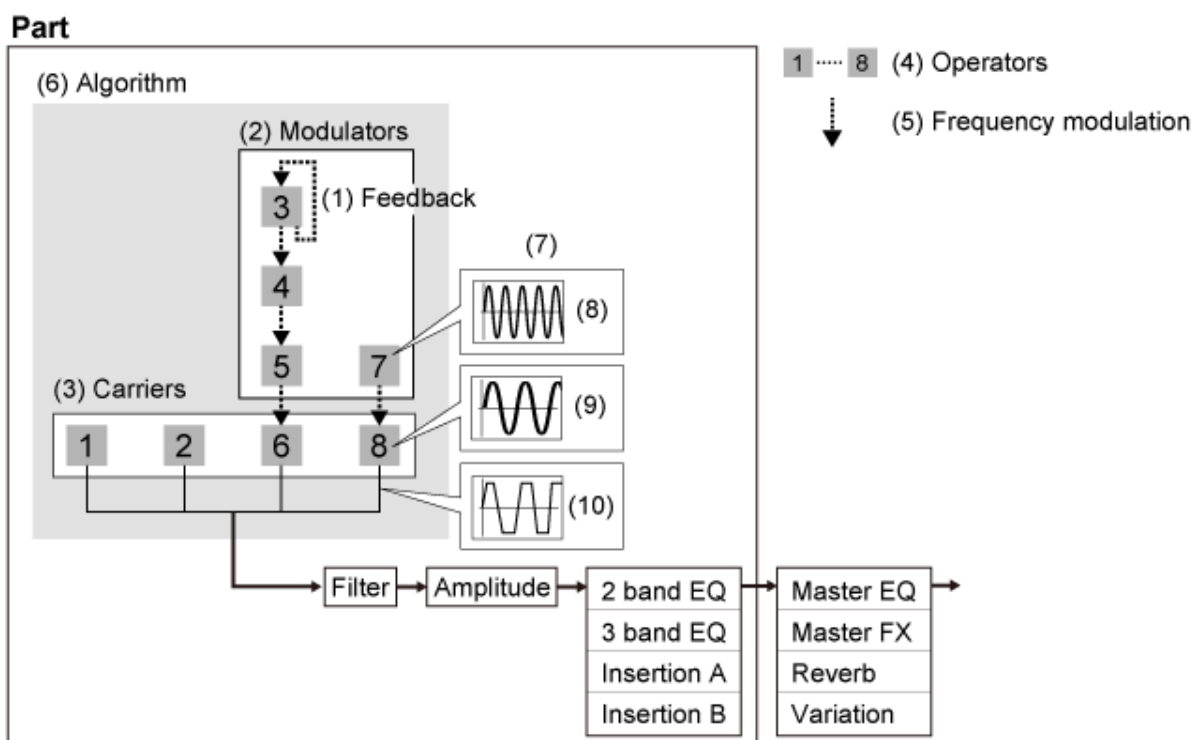 Part
(6) Algorithm
1 ····· 8 (4) Operators
(5) Frequency modulation
(2) Modulators
3
(1) Feedback
4
(7)
(8)
5
7
(3) Carriers
(9)
1
2
6
8
(10)
Filter
Amplitude
2 band EQ
3 band EQ
Insertion A
Insertion B
Master EQ
Master FX
Reverb
Variation